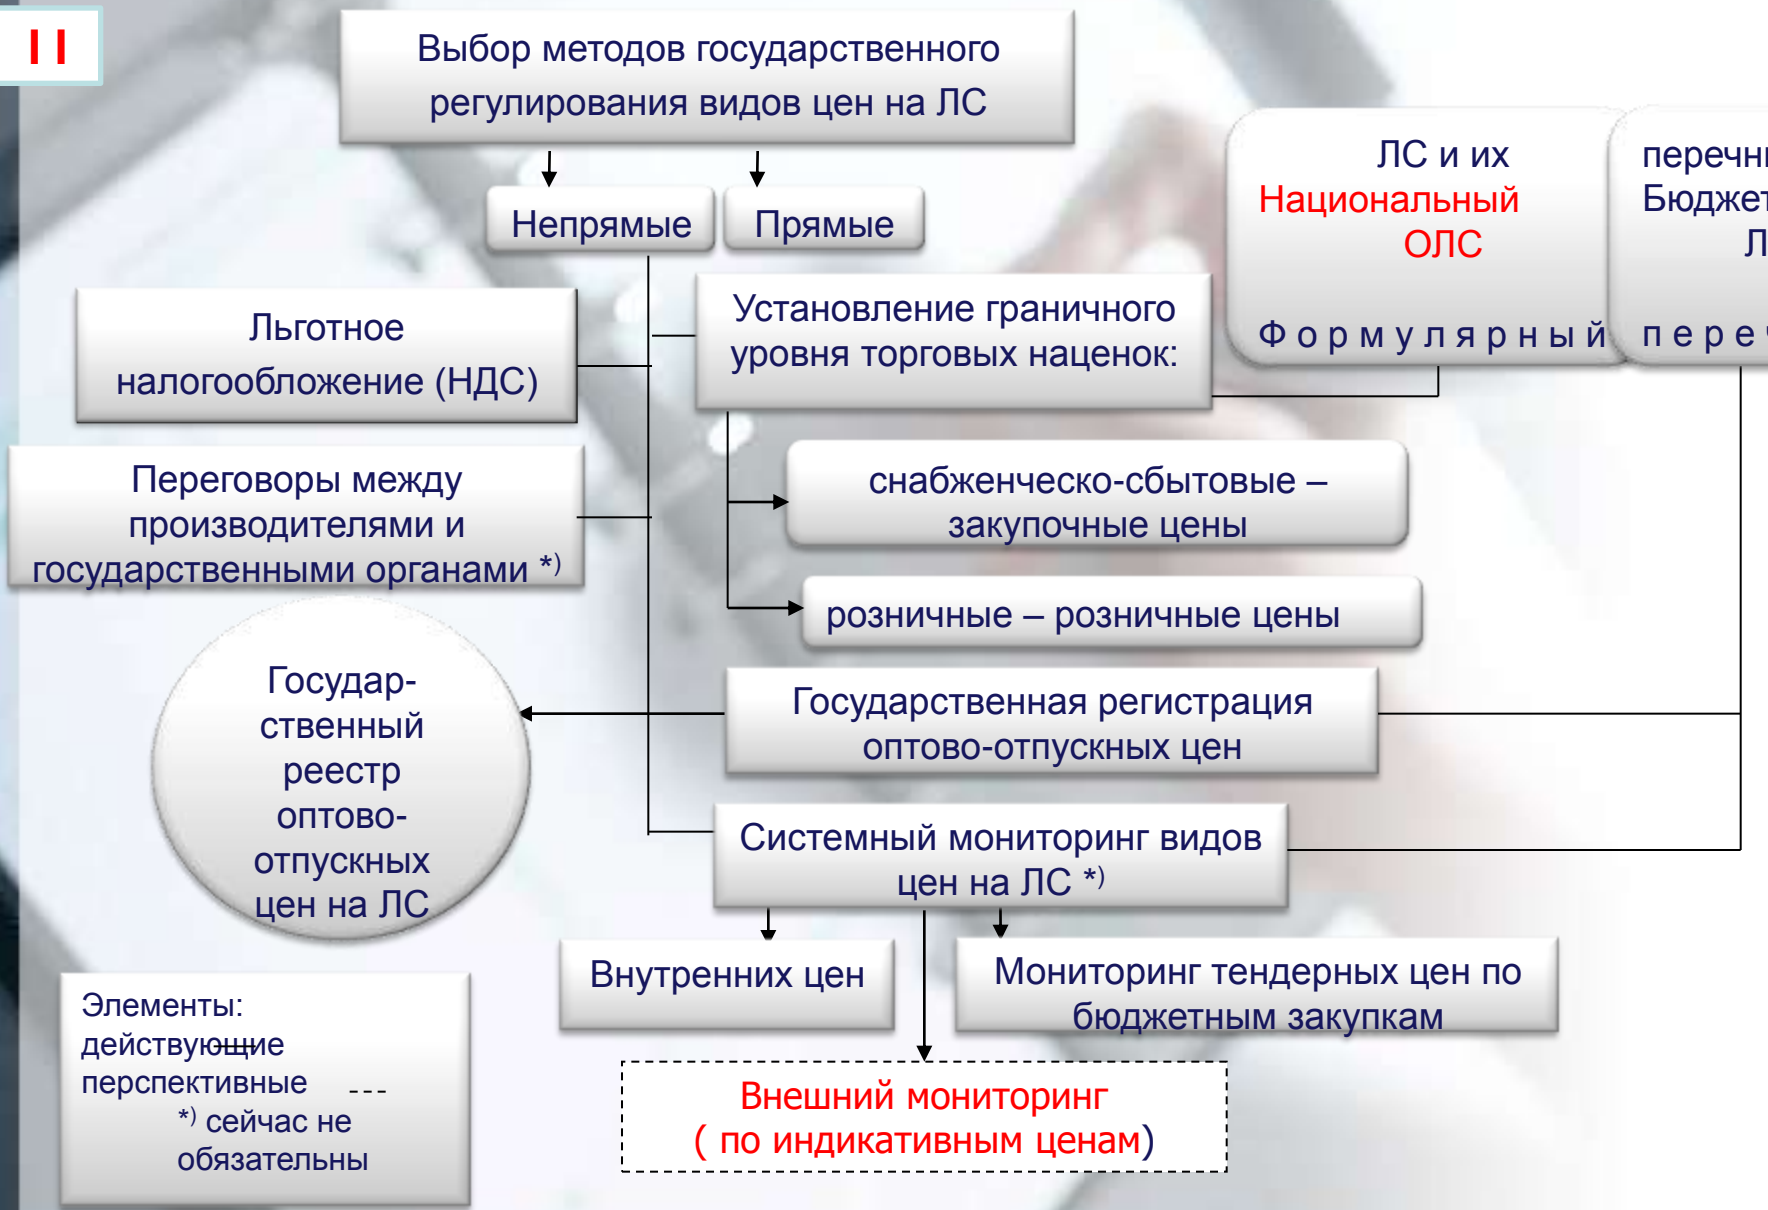 II
Выбор методов государственного
регулирования видов цен на ЛС
Непрямые
Прямые
ЛС и их
Национальный
ОЛС
Формулярный
Льготное
налогообложение (НДС)
Установление граничного
уровня торговых наценок:
Переговоры между
производителями и
государственными органами *)
снабженческо-сбытовые –
закупочные цены
розничные – розничные цены
Государ-
ственный
реестр
оптово-
отпускных
цен на ЛС
Государственная регистрация
оптово-отпускных цен
Системный мониторинг видов
цен на ЛС *)
Внутренних цен
Мониторинг тендерных цен по
бюджетным закупкам
Внешний мониторинг
( по индикативным ценам)
Элементы:
действующие
перспективные ---
*) сейчас не
обязательны